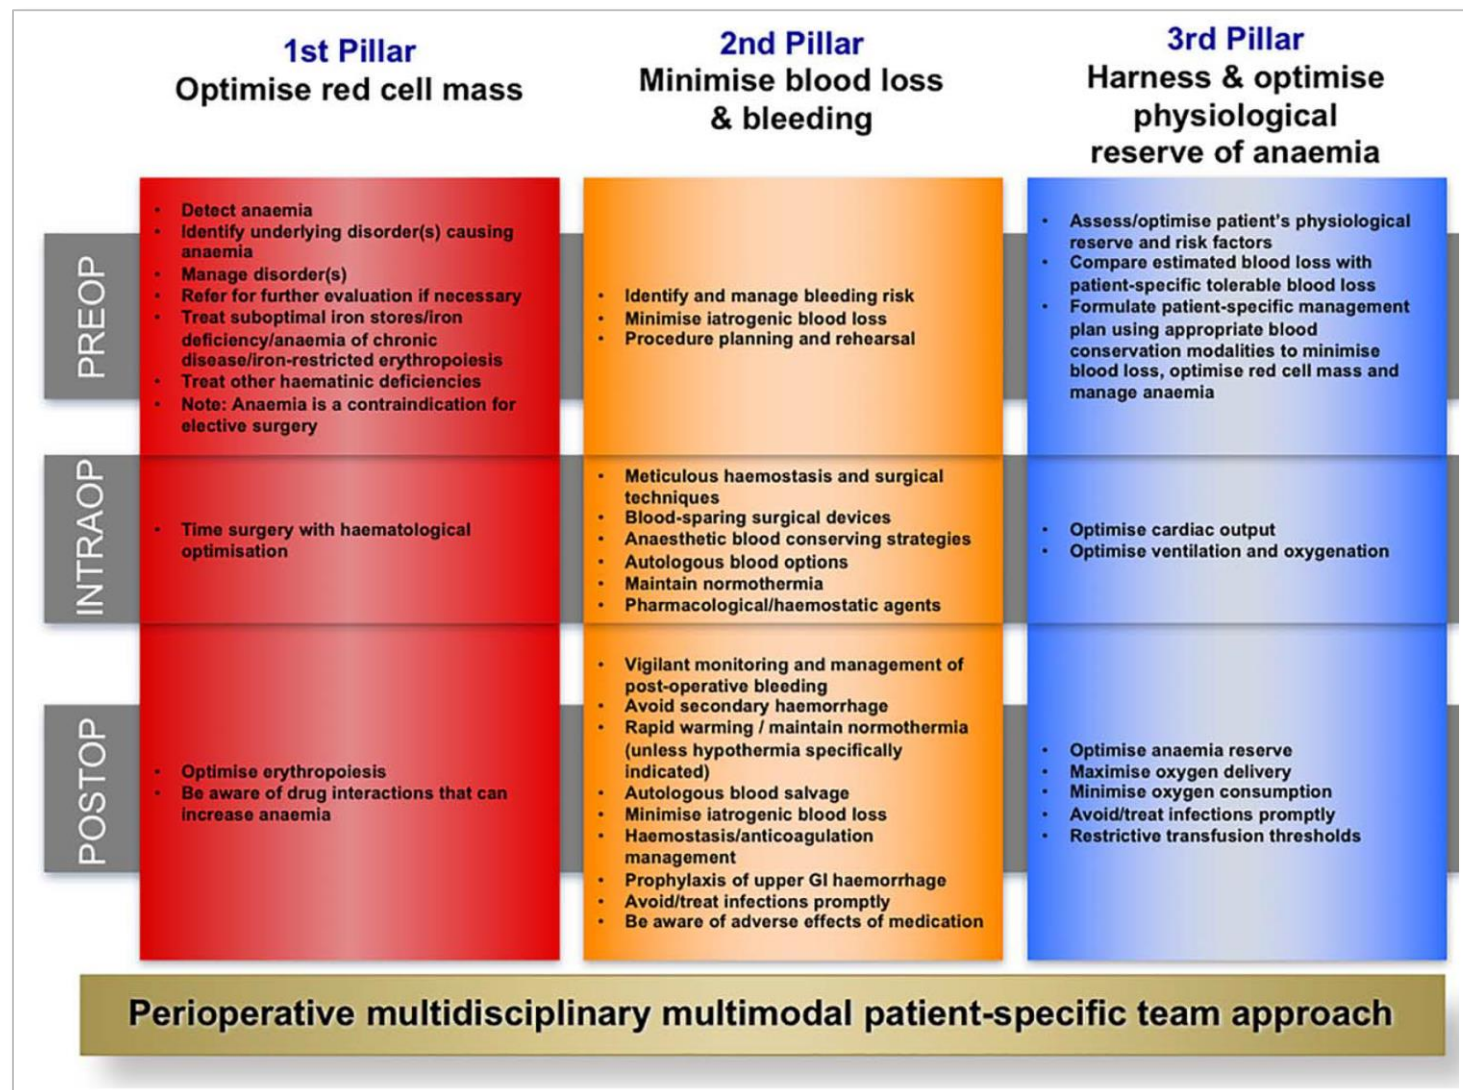 1st Pillar
Optimise red cell mass
2nd Pillar
Minimise blood loss
& bleeding
3rd Pillar
Harness & optimise
physiological
reserve of anaemia
PREOP
• Detect anaemia
• Identify underlying disorder(s) causing
anaemia
• Manage disorder(s)
• Refer for further evaluation if necessary
• Treat suboptimal iron stores/iron
deficiency/anaemia of chronic
disease/iron-restricted erythropoiesis
• Treat other haematinic deficiencies
• Note: Anaemia is a contraindication for
elective surgery
• Identify and manage bleeding risk
• Minimise iatrogenic blood loss
• Procedure planning and rehearsal
• Assess/optimise patient's physiological
reserve and risk factors
• Compare estimated blood loss with
patient-specific tolerable blood loss
• Formulate patient-specific management
plan using appropriate blood
conservation modalities to minimise
blood loss, optimise red cell mass and
manage anaemia
INTRAOP
• Time surgery with haematological
optimisation
• Meticulous haemostasis and surgical
techniques
• Blood-sparing surgical devices
• Anaesthetic blood conserving strategies
• Autologous blood options
• Maintain normothermia
• Pharmacological/haemostatic agents
• Optimise cardiac output
• Optimise ventilation and oxygenation
POSTOP
• Optimise erythropoiesis
• Be aware of drug interactions that can
increase anaemia
• Vigilant monitoring and management of
post-operative bleeding
• Avoid secondary haemorrhage
• Rapid warming / maintain normothermia
(unless hypothermia specifically
indicated)
• Autologous blood salvage
• Minimise iatrogenic blood loss
• Haemostasis/anticoagulation
management
• Prophylaxis of upper GI haemorrhage
• Avoid/treat infections promptly
• Be aware of adverse effects of medication
• Optimise anaemia reserve
• Maximise oxygen delivery
• Minimise oxygen consumption
• Avoid/treat infections promptly
• Restrictive transfusion thresholds
Perioperative multidisciplinary multimodal patient-specific team approach